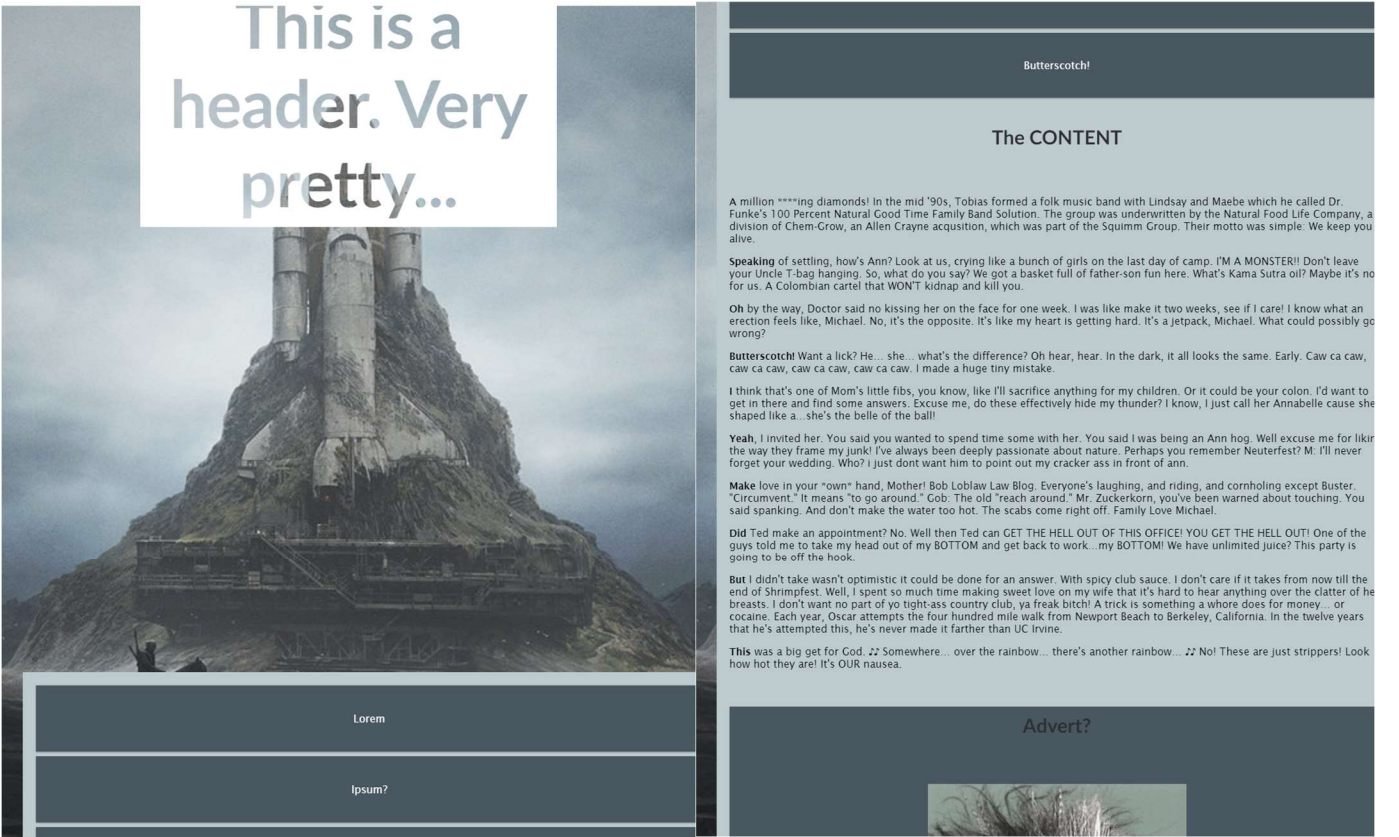 This is a
header. Very
pretty...
Lorem
Ipsum?
Butterscotch!
The CONTENT
A million ****ing diamonds! In the mid '90s, Tobias formed a folk music band with Lindsay and Maebe which he called Dr.
Funke's 100 Percent Natural Good Time Family Band Solution. The group was underwritten by the Natural Food Life Company, a
division of Chem-Grow, an Allen Crayne acqusition, which was part of the Squimm Group. Their motto was simple: We keep you
alive.
Speaking of settling, how's Ann? Look at us, crying like a bunch of girls on the last day of camp. I'M A MONSTER!! Don't leave
your Uncle T-bag hanging. So, what do you say? We got a basket full of father-son fun here. What's Kama Sutra oil? Maybe it's no
for us. A Colombian cartel that WON'T kidnap and kill you.
Oh by the way, Doctor said no kissing her on the face for one week. I was like make it two weeks, see if I care! I know what an
erection feels like, Michael. No, it's the opposite. It's like my heart is getting hard. It's a jetpack, Michael. What could possibly go
wrong?
Butterscotch! Want a lick? He... she... what's the difference? Oh hear, hear. In the dark, it all looks the same. Early. Caw ca caw,
caw ca caw, caw ca caw, caw ca caw. I made a huge tiny mistake.
I think that's one of Mom's little fibs, you know, like I'll sacrifice anything for my children. Or it could be your colon. I'd want to
get in there and find some answers. Excuse me, do these effectively hide my thunder? I know, I just call her Annabelle cause she
shaped like a...she's the belle of the ball!
Yeah, I invited her. You said you wanted to spend time some with her. You said I was being an Ann hog. Well excuse me for likin
the way they frame my junk! I've always been deeply passionate about nature. Perhaps you remember Neuterfest? M: I'll never
forget your wedding. Who? i just dont want him to point out my cracker ass in front of ann.
Make love in your "own" hand, Mother! Bob Loblaw Law Blog. Everyone's laughing, and riding, and cornholing except Buster.
"Circumvent." It means "to go around." Gob: The old "reach around." Mr. Zuckerkorn, you've been warned about touching. You
said spanking. And don't make the water too hot. The scabs come right off. Family Love Michael.
Did Ted make an appointment? No. Well then Ted can GET THE HELL OUT OF THIS OFFICE! YOU GET THE HELL OUT! One of the
guys told me to take my head out of my BOTTOM and get back to work...my BOTTOM! We have unlimited juice? This party is
going to be off the hook.
But I didn't take wasn't optimistic it could be done for an answer. With spicy club sauce. I don't care if it takes from now till the
end of Shrimpfest. Well, I spent so much time making sweet love on my wife that it's hard to hear anything over the clatter of he
breasts. I don't want no part of yo tight-ass country club, ya freak bitch! A trick is something a whore does for money... or
cocaine. Each year, Oscar attempts the four hundred mile walk from Newport Beach to Berkeley, California. In the twelve years
that he's attempted this, he's never made it farther than UC Irvine.
This was a big get for God. ♪♪ Somewhere... over the rainbow... there's another rainbow... ♪♪ No! These are just strippers! Look
how hot they are! It's OUR nausea.
Advert?